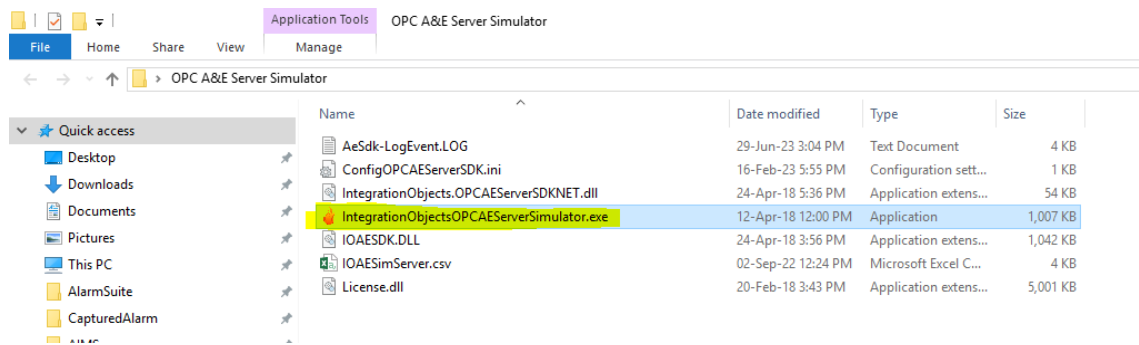 Application Tools OPC A&E Server Simulator
File Home Share View Manage
OPC A&E Server Simulator
Name Date modified Type Size
Quick access
Desktop
Downloads
Documents
Pictures
This PC
AlarmSuite
CapturedAlarm
AIMS
AeSdk-LogEvent.LOG 29-Jun-23 3:04 PM Text Document 4 KB
ConfigOPCAEServerSDK.ini 16-Feb-23 5:55 PM Configuration sett... 1 KB
IntegrationObjects.OPCAEServerSDKNET.dll 24-Apr-18 5:36 PM Application extens... 54 KB
IntegrationObjectsOPCAEServerSimulator.exe 12-Apr-18 12:00 PM Application 1,007 KB
IOAESDK.DLL 24-Apr-18 3:56 PM Application extens... 1,042 KB
IOAESimServer.csv 02-Sep-22 12:24 PM Microsoft Excel C... 4 KB
License.dll 20-Feb-18 3:43 PM Application extens... 5,001 KB